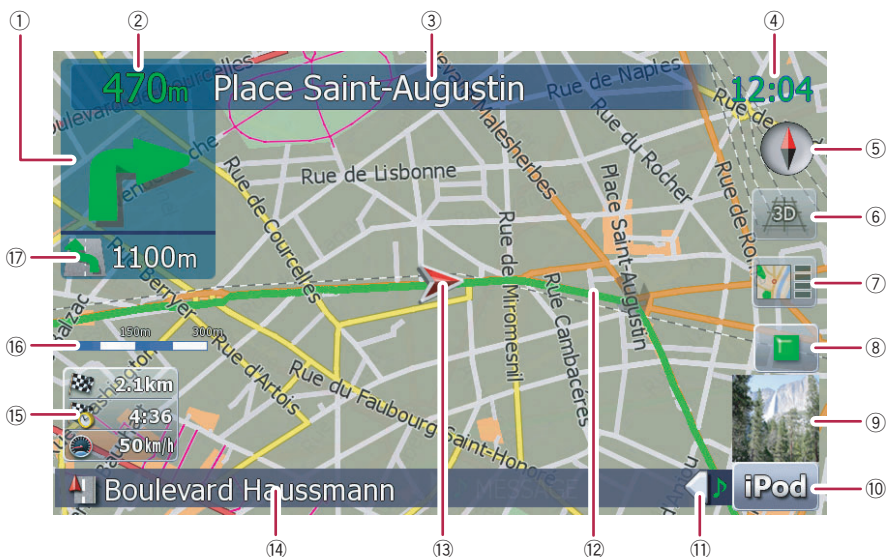 ① ② ③ ④
470m Place Saint-Augustin 12:04
Rue de Naples
Malesherbes
Rue du Rocher
⑤
Rue de Lisbonne
Rue de Courcelles
Place Saint-Augustin
3D ⑥
⑰ 1100m
Rue de Miromesnil
Rue Cambacérès
⑦
150m 300m
⑯
⑧
Rue d'Artois
Rue du Faubourg Saint-Honoré
⑮ 2.1km
4:36
50km/h
⑨
Boulevard Haussmann
MESSAGE
iPod ⑩
⑭ ⑬ ⑫ ⑪